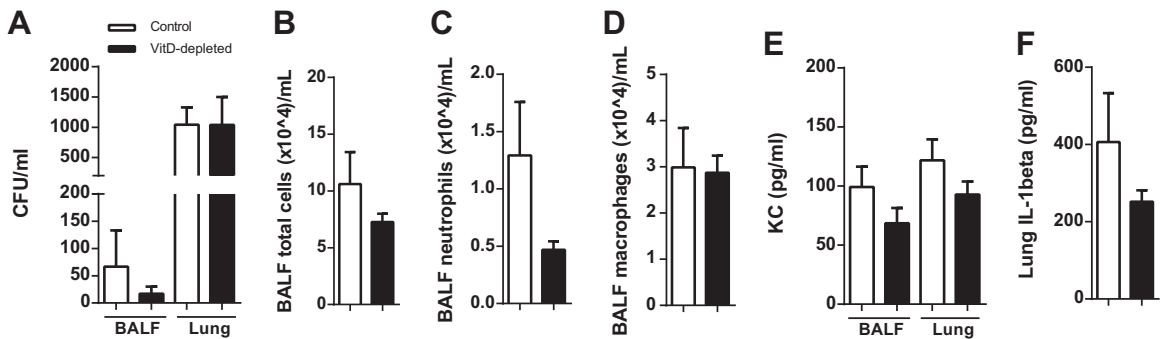 A
Control
VitD-depleted
CFU/ml
2000
1500
1000
500
200
150
100
50
0
BALF
Lung
B
BALF total cells (x10^4)/mL
20
15
10
5
0
C
BALF neutrophils (x10^4)/mL
2.0
1.5
1.0
0.5
0.0
D
BALF macrophages (x10^4)/mL
5
4
3
2
1
0
E
KC (pg/ml)
200
150
100
50
0
BALF
Lung
F
Lung IL-1beta (pg/ml)
600
400
200
0